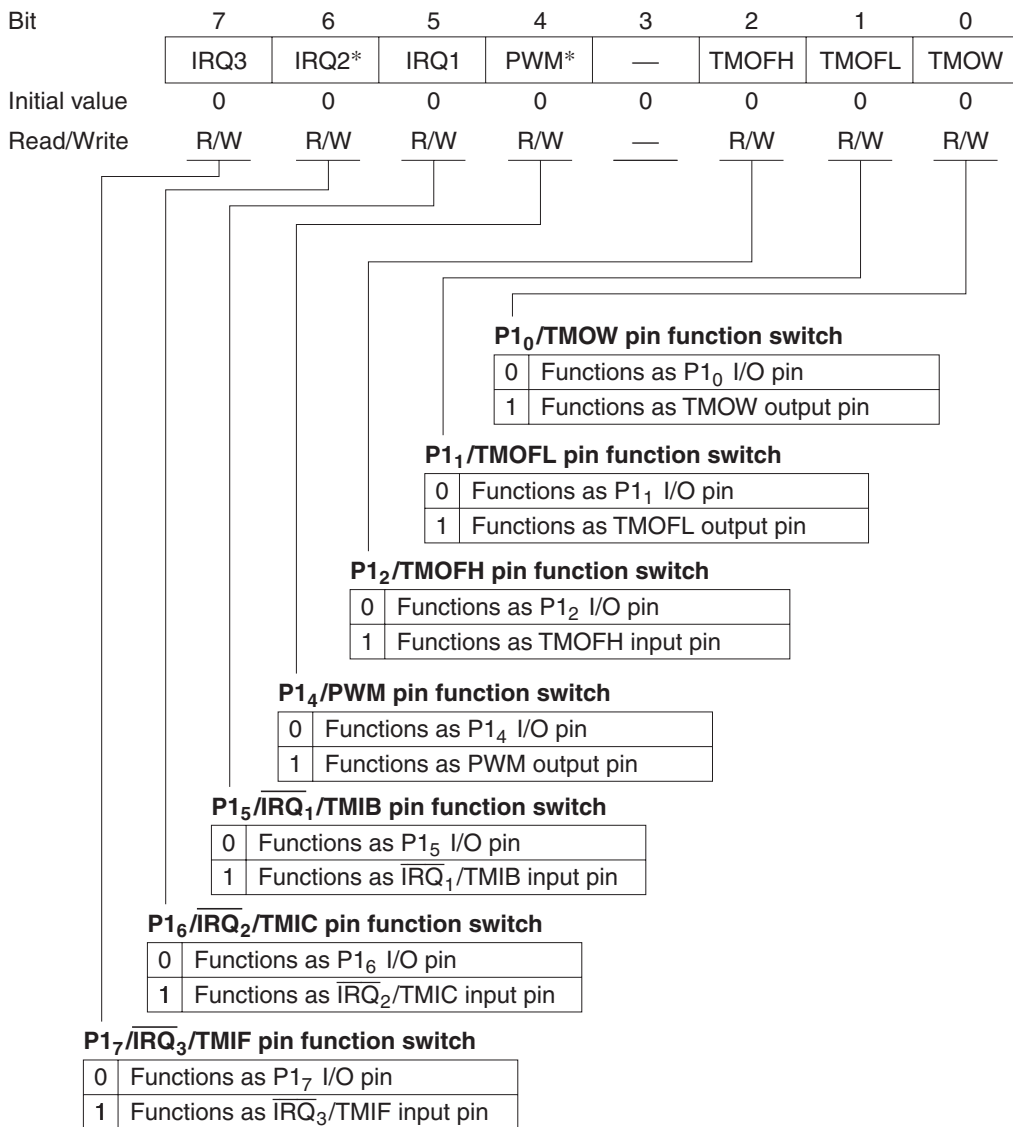 Bit 7 6 5 4 3 2 1 0
IRQ3 IRQ2* IRQ1 PWM* — TMOFH TMOFL TMOW
Initial value 0 0 0 0 0 0 0 0
Read/Write R/W R/W R/W R/W — R/W R/W R/W
P1₀/TMOW pin function switch
0 Functions as P1₀ I/O pin
1 Functions as TMOW output pin
P1₁/TMOFL pin function switch
0 Functions as P1₁ I/O pin
1 Functions as TMOFL output pin
P1₂/TMOFH pin function switch
0 Functions as P1₂ I/O pin
1 Functions as TMOFH input pin
P1₄/PWM pin function switch
0 Functions as P1₄ I/O pin
1 Functions as PWM output pin
P1₅/I̅R̅Q̅₁/TMIB pin function switch
0 Functions as P1₅ I/O pin
1 Functions as I̅R̅Q̅₁/TMIB input pin
P1₆/I̅R̅Q̅₂/TMIC pin function switch
0 Functions as P1₆ I/O pin
1 Functions as I̅R̅Q̅₂/TMIC input pin
P1₇/I̅R̅Q̅₃/TMIF pin function switch
0 Functions as P1₇ I/O pin
1 Functions as I̅R̅Q̅₃/TMIF input pin